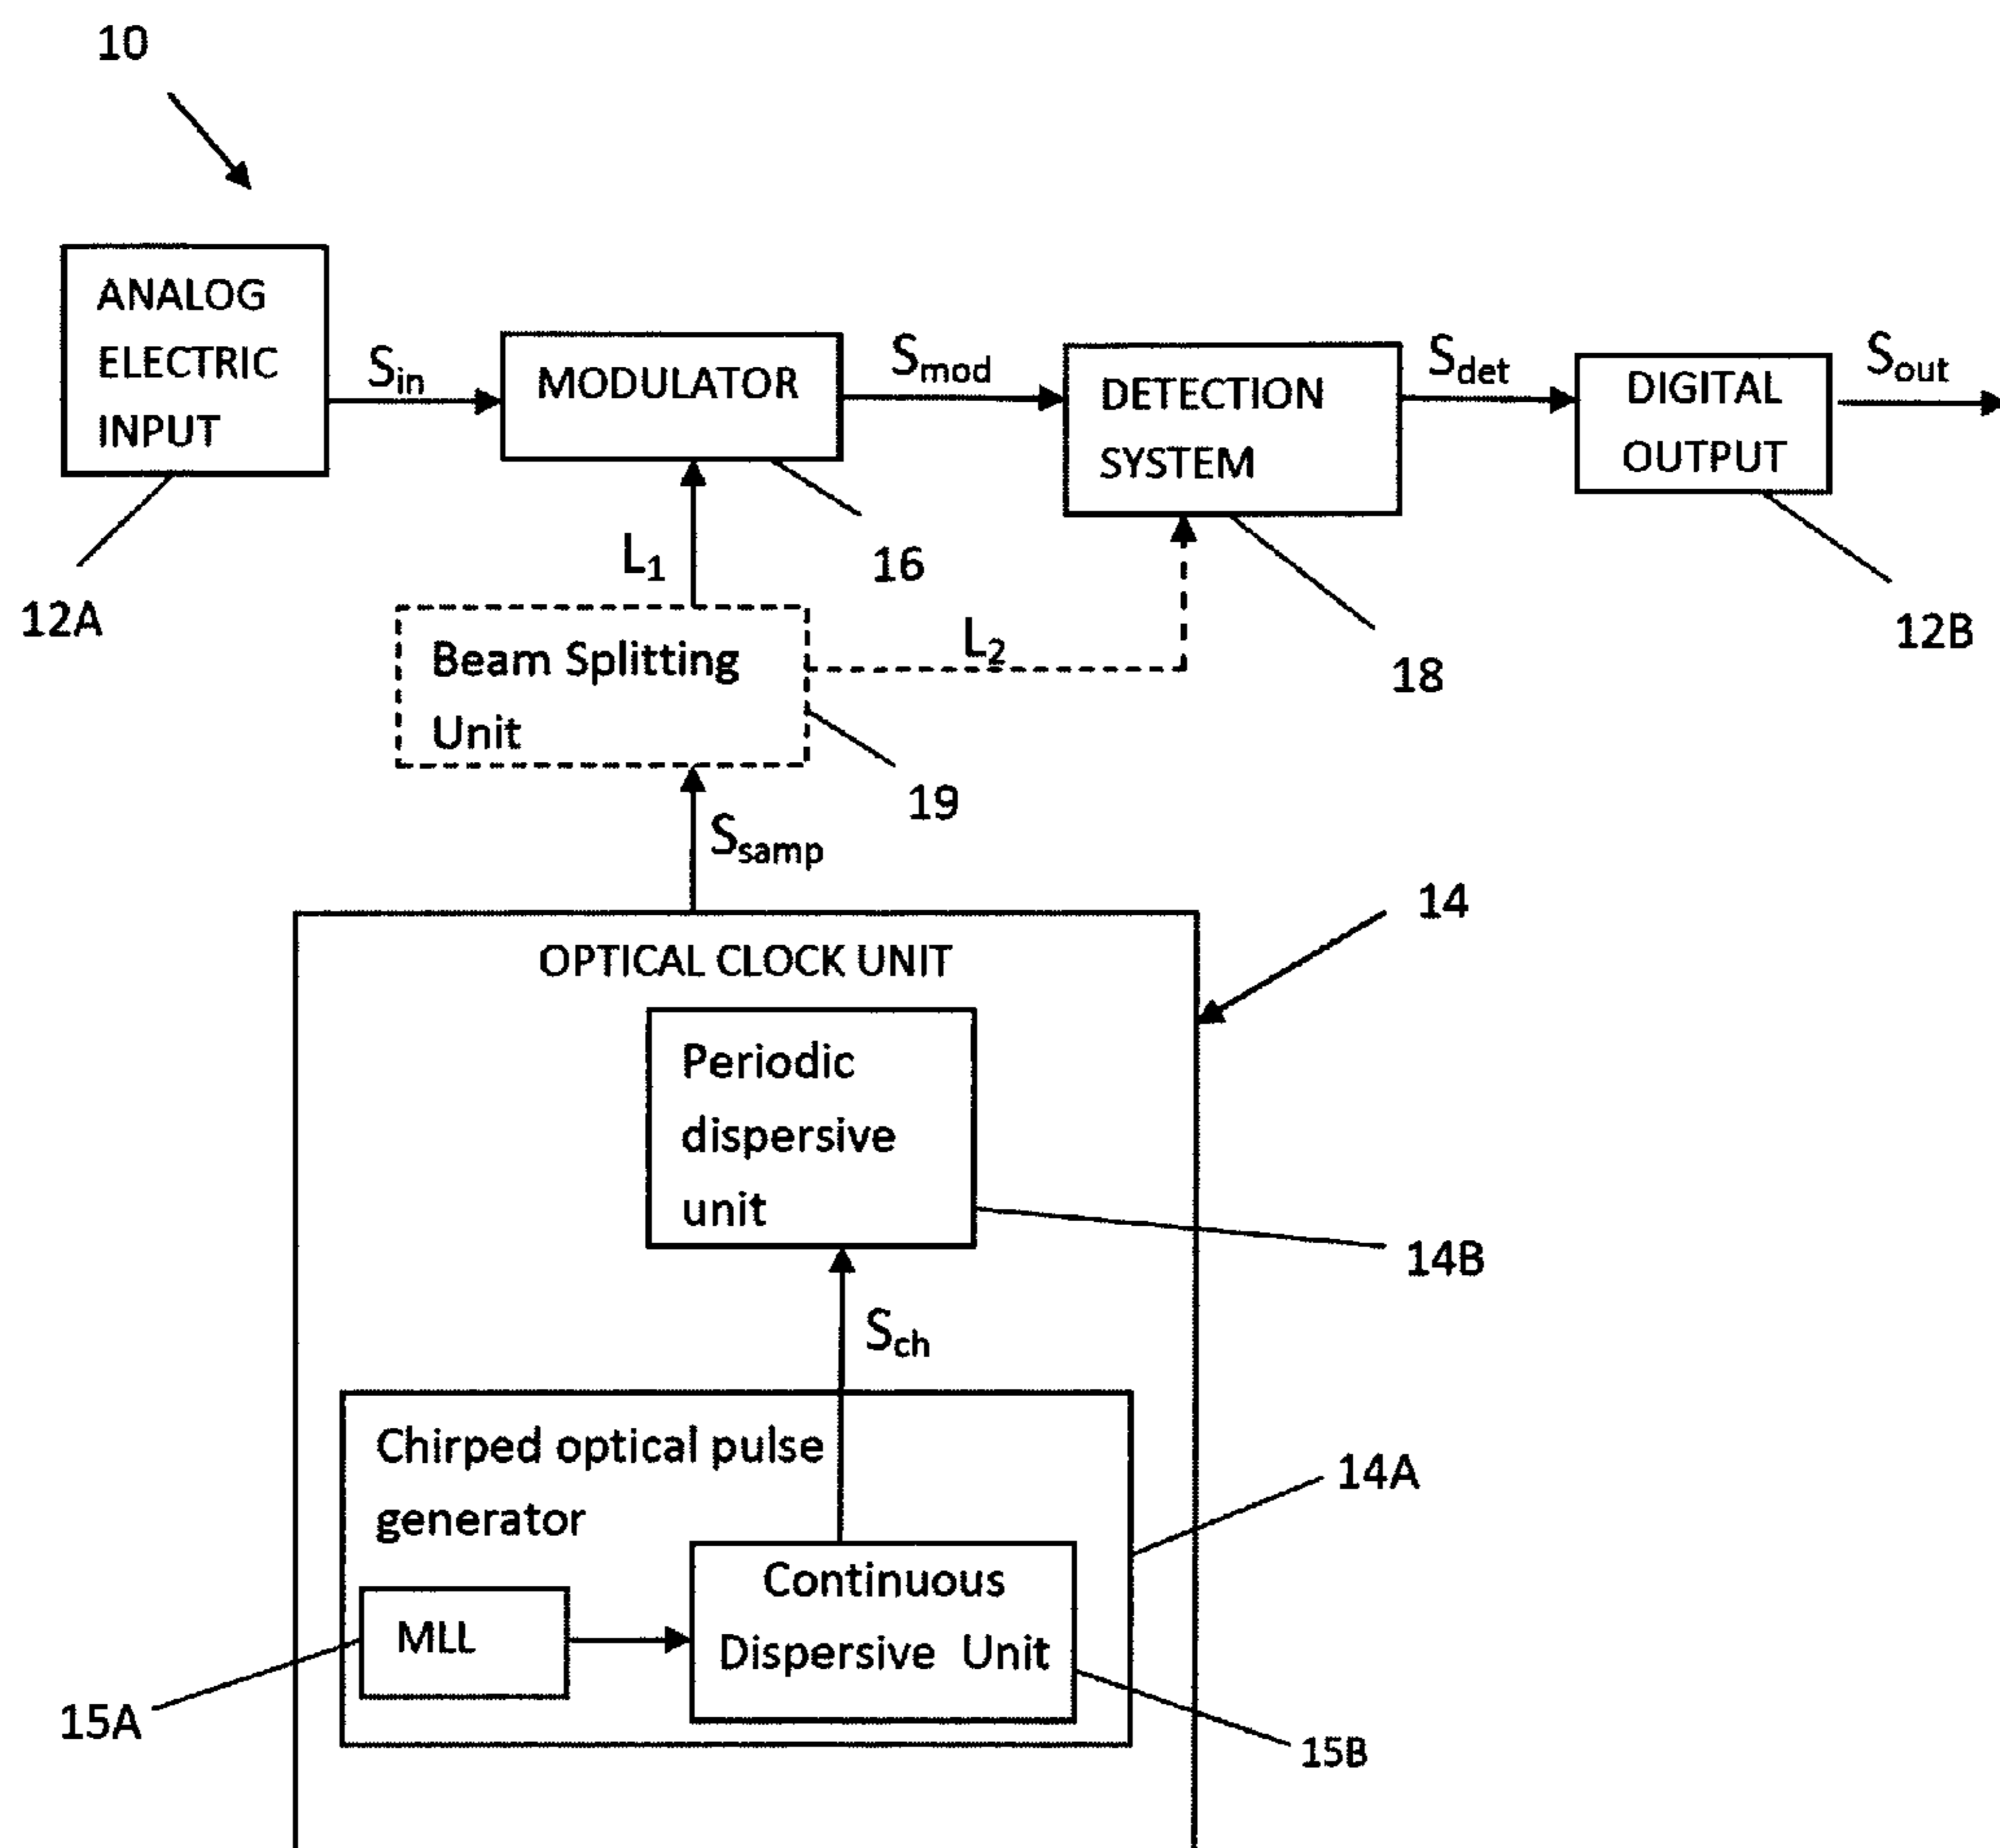 10
ANALOG
ELECTRIC
INPUT
12A
Sin
MODULATOR
16
Smod
DETECTION
SYSTEM
18
Sdet
DIGITAL
OUTPUT
12B
Sout
L1
L2
Beam Splitting
Unit
19
Ssamp
14
OPTICAL CLOCK UNIT
Periodic
dispersive
unit
14B
Sch
Chirped optical pulse
generator
14A
MLL
15A
Continuous
Dispersive Unit
15B